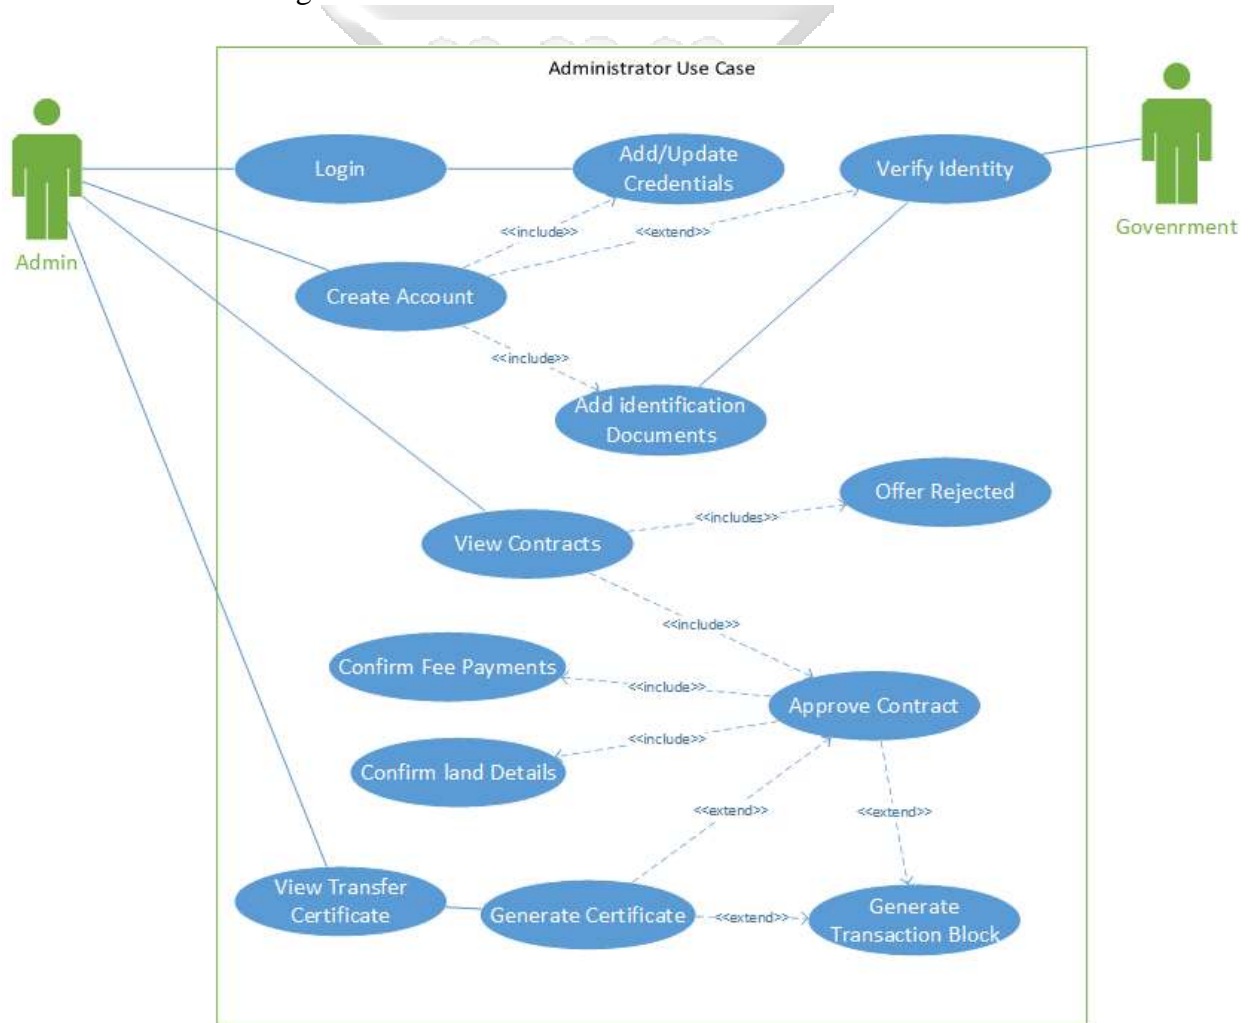 Administrator Use Case
Login
Add/Update
Credentials
Verify Identity
<<include>>
<<extend>>
Govenrment
Admin
Create Account
<<include>>
Add identification
Documents
Offer Rejected
<<includes>>
View Contracts
<<include>>
Confirm Fee Payments
<<include>>
Approve Contract
<<include>>
Confirm land Details
<<extend>>
<<extend>>
View Transfer
Certificate
Generate Certificate
<<extend>>
Generate
Transaction Block